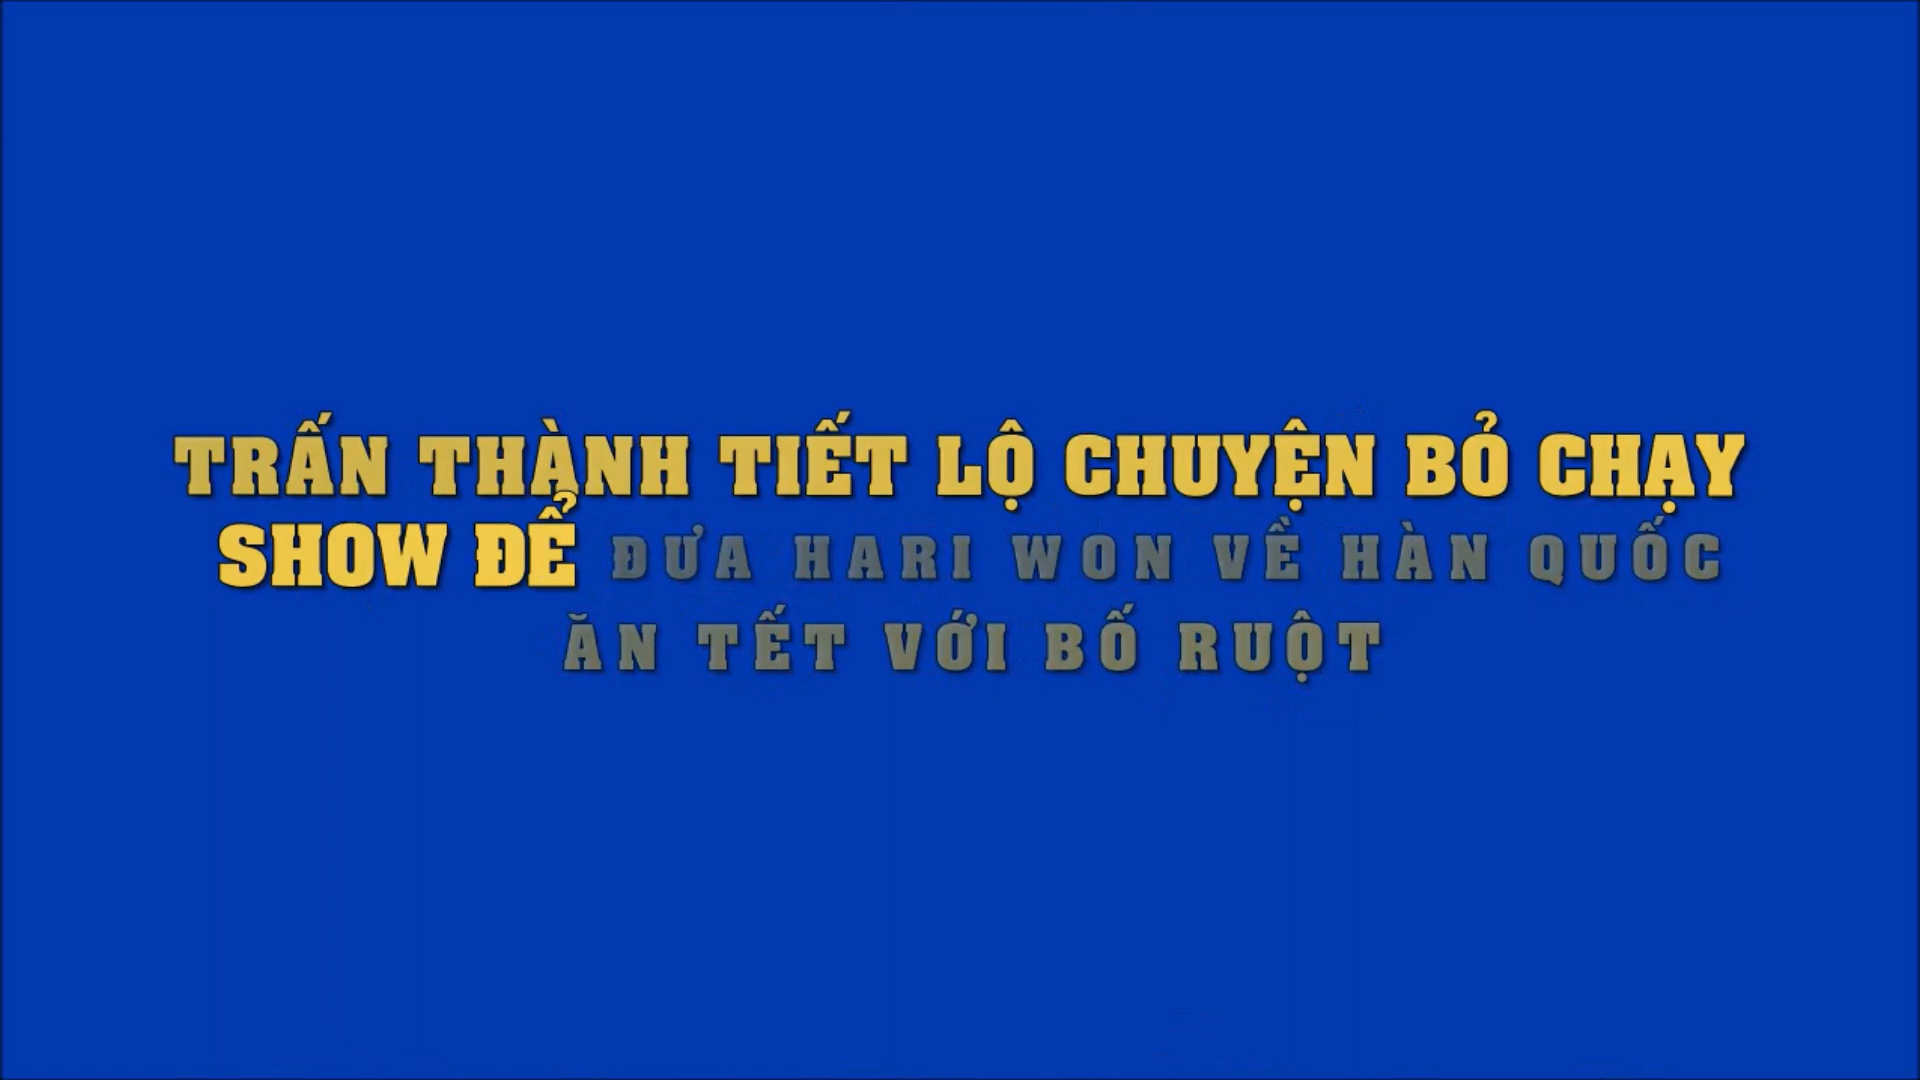 TRẤN THÀNH TIẾT LỘ CHUYỆN BỎ CHẠY
SHOW ĐỂ ĐƯA HARI WON VỀ HÀN QUỐC
ĂN TẾT VỚI BỐ RUỘT